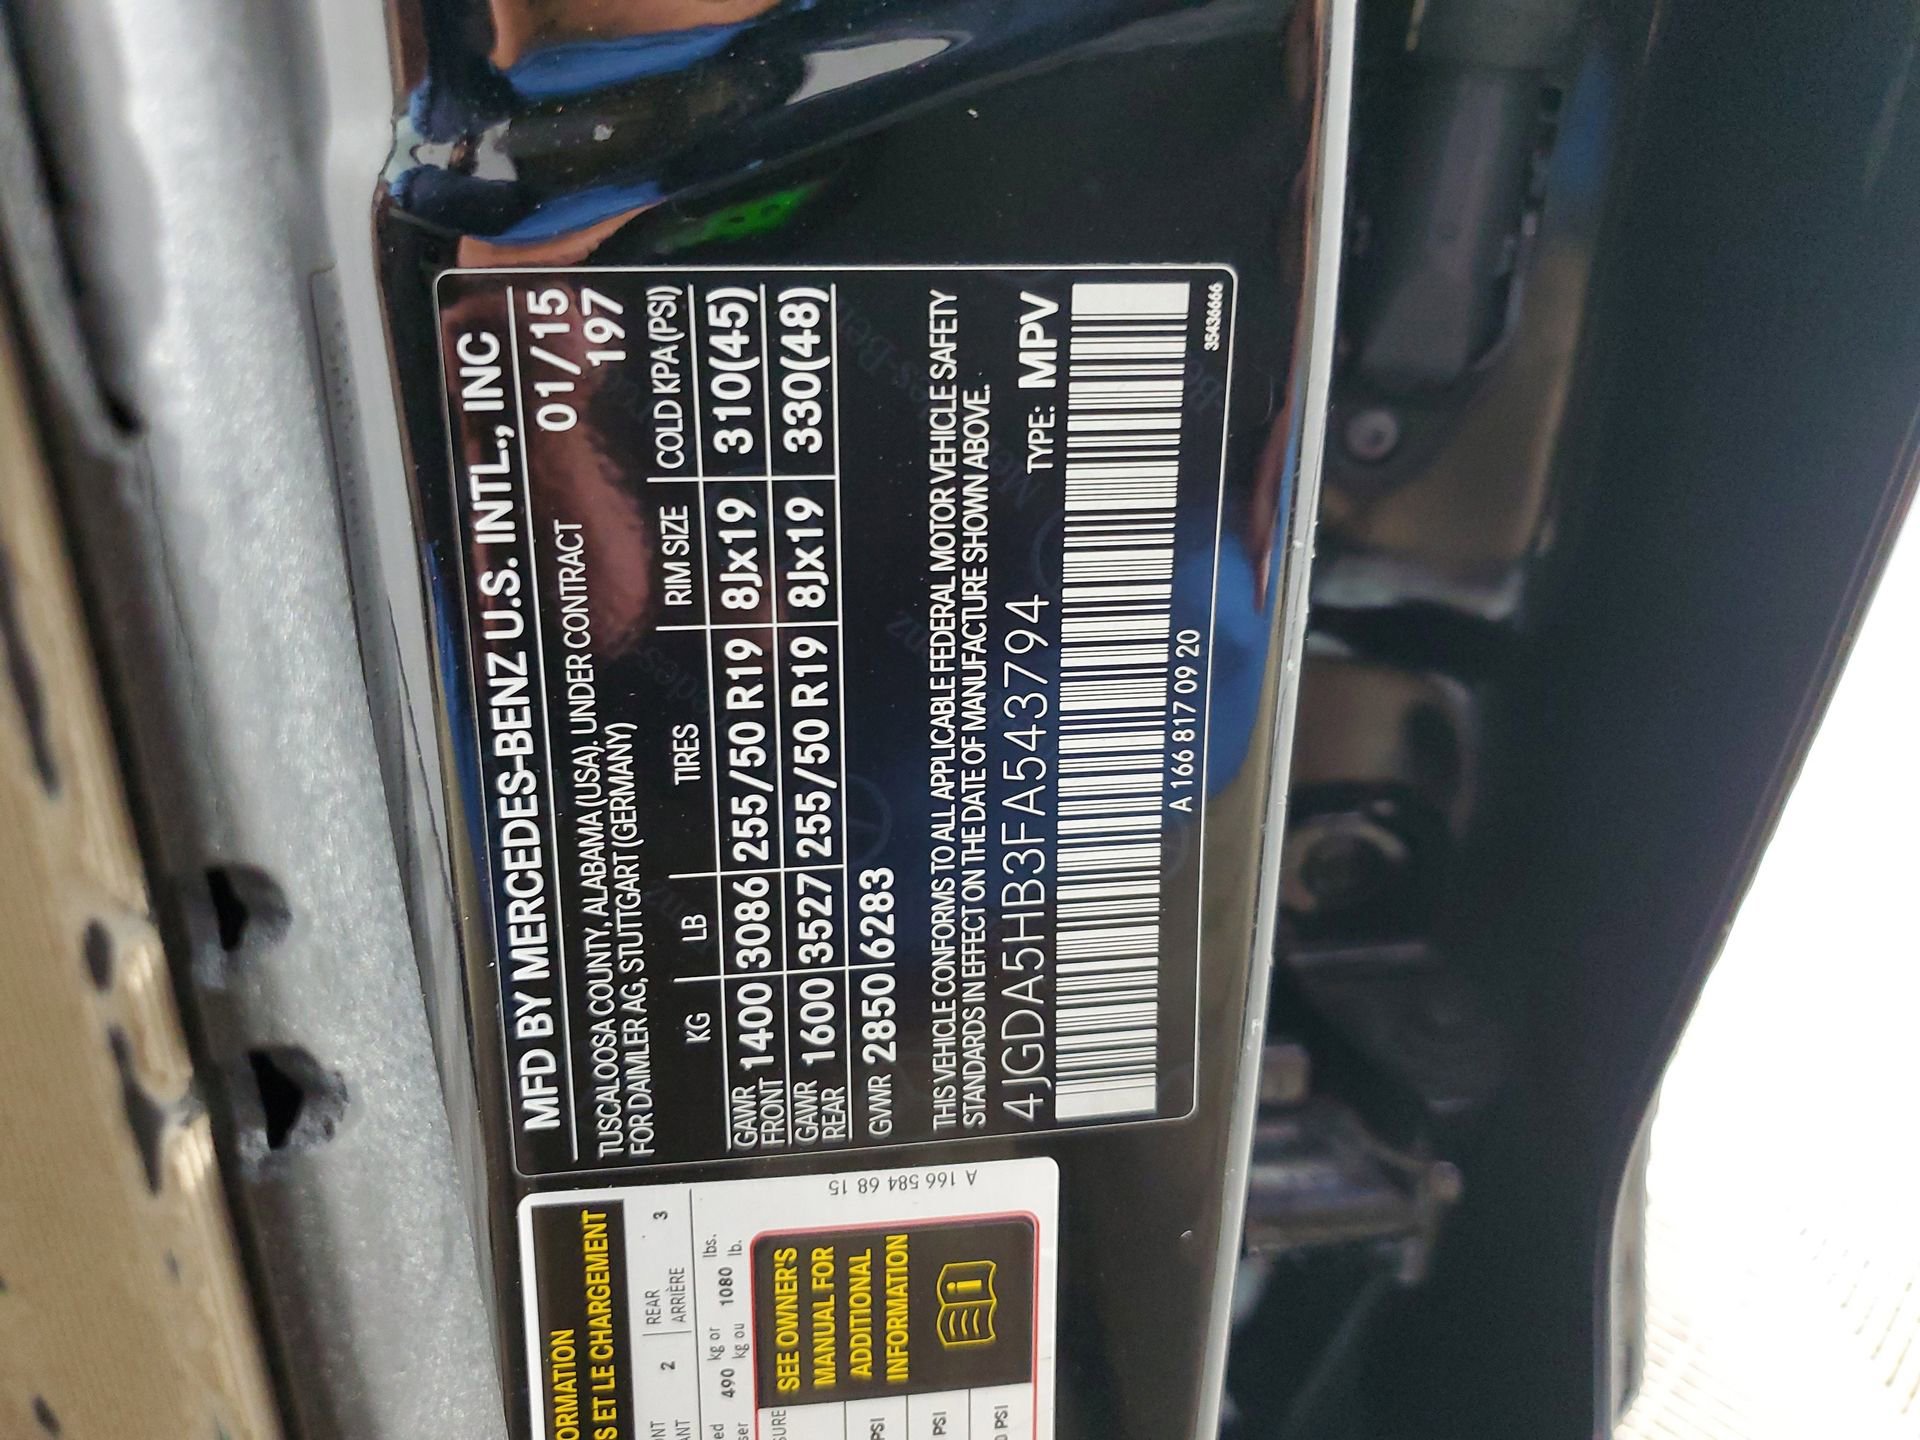 MFD BY MERCEDES-BENZ U.S. INTL., INC
TUSCALOOSA COUNTY, ALABAMA (USA), UNDER CONTRACT 01/15
FOR DAIMLER AG, STUTTGART (GERMANY) 197
KG LB TIRES RIM SIZE COLD KPA (PSI)
GAWR FRONT 1400 3086 255/50 R19 8Jx19 310(45)
GAWR REAR 1600 3527 255/50 R19 8Jx19 330(48)
GVWR 2850 6283
THIS VEHICLE CONFORMS TO ALL APPLICABLE FEDERAL MOTOR VEHICLE SAFETY
STANDARDS IN EFFECT ON THE DATE OF MANUFACTURE SHOWN ABOVE.
4JGDA5HB3FA543794 TYPE: MPV
A 166 817 09 20
35436666
ET LE CHARGEMENT
2 REAR 3
ARRIÈRE
490 kg or 1080 lbs.
kg ou lb.
SEE OWNER'S
MANUAL FOR
ADDITIONAL
INFORMATION
PSI
PSI
PSI
A 166 584 68 15